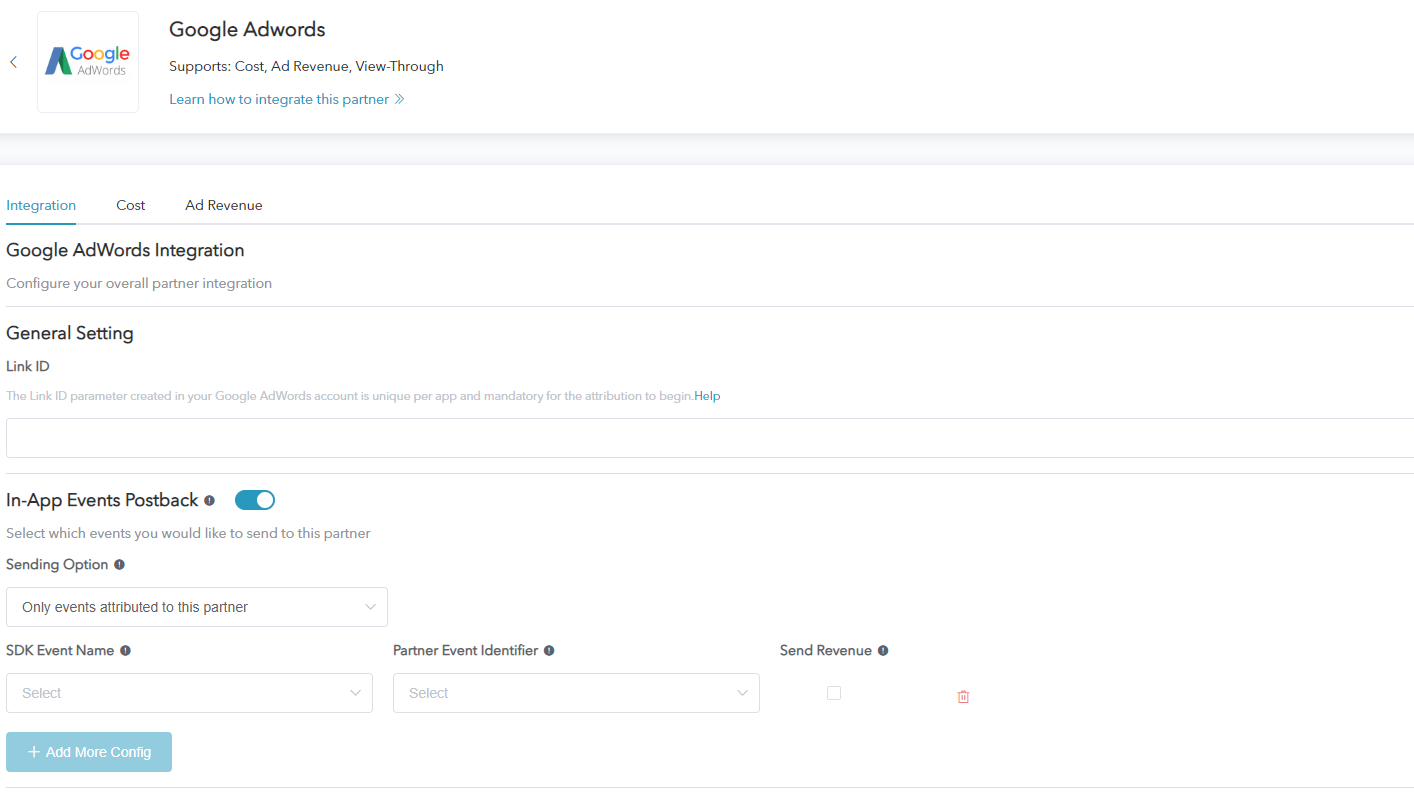 Google Adwords
Google
AdWords
Supports: Cost, Ad Revenue, View-Through
Learn how to integrate this partner
Integration Cost Ad Revenue
Google AdWords Integration
Configure your overall partner integration
General Setting
Link ID
The Link ID parameter created in your Google AdWords account is unique per app and mandatory for the attribution to begin.Help
In-App Events Postback
Select which events you would like to send to this partner
Sending Option
Only events attributed to this partner
SDK Event Name Partner Event Identifier Send Revenue
Select Select
+ Add More Config